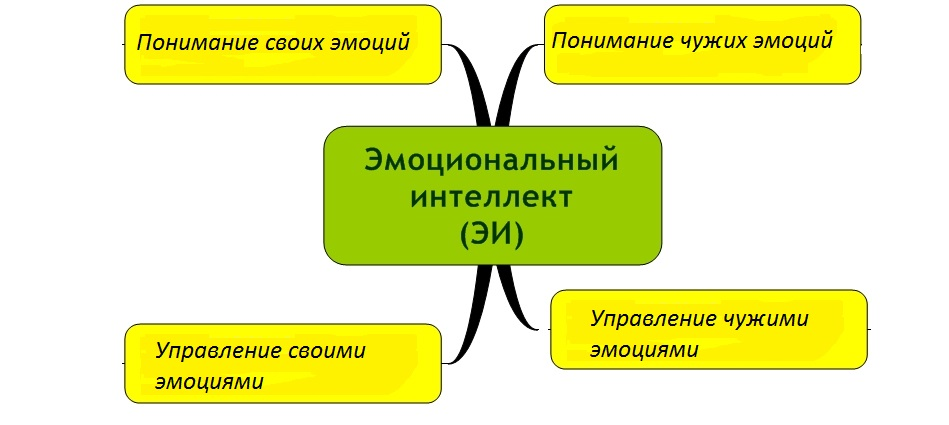 Понимание своих эмоций
Понимание чужих эмоций
Эмоциональный
интеллект
(ЭИ)
Управление своими
эмоциями
Управление чужими
эмоциями